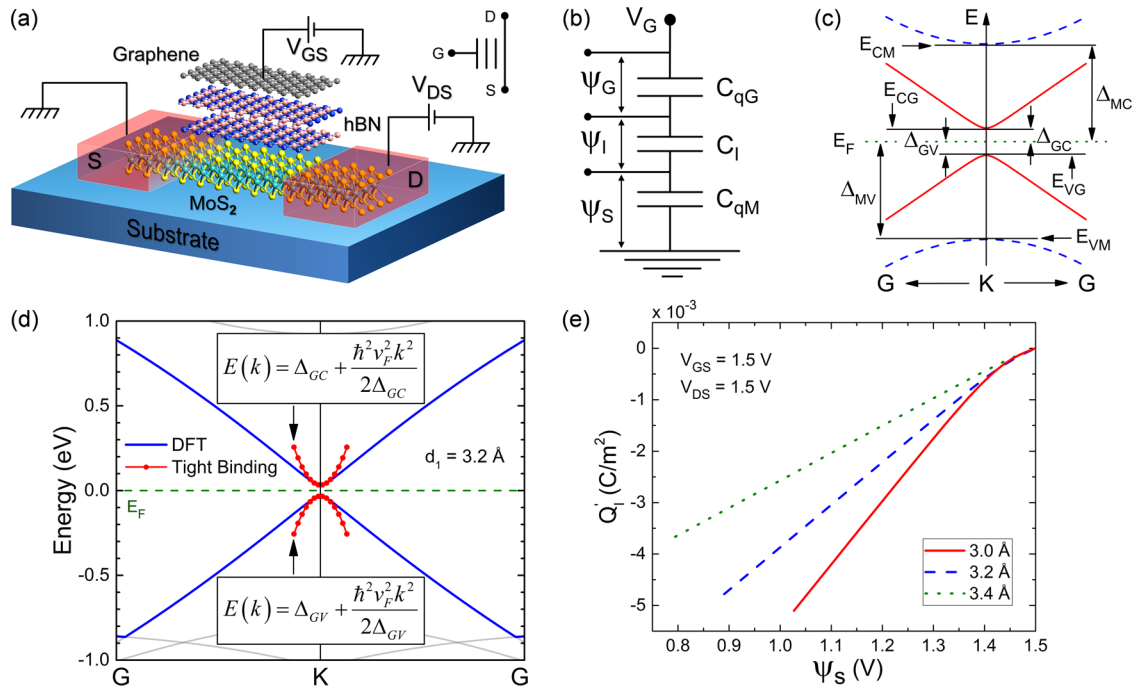 (a)
Graphene
V_GS
D
G
S
V_DS
hBN
S
D
MoS₂
Substrate
(b)
V_G
Ψ_G
C_qG
Ψ_I
C_I
Ψ_S
C_qM
(c)
E
E_CM
E_CG
Δ_MC
E_F
Δ_GV
Δ_GC
Δ_MV
E_VG
E_VM
G
K
G
(d)
Energy (eV)
1.0
0.5
0.0
-0.5
-1.0
E(k) = Δ_GC + ħ²v_F²k² / 2Δ_GC
DFT
Tight Binding
d₁ = 3.2 Å
E_F
E(k) = Δ_GV + ħ²v_F²k² / 2Δ_GV
G
K
G
(e)
x 10⁻³
0
-1
-2
-3
-4
-5
Q'_I (C/m²)
V_GS = 1.5 V
V_DS = 1.5 V
3.0 Å
3.2 Å
3.4 Å
0.8 0.9 1.0 1.1 1.2 1.3 1.4 1.5
Ψ_S (V)